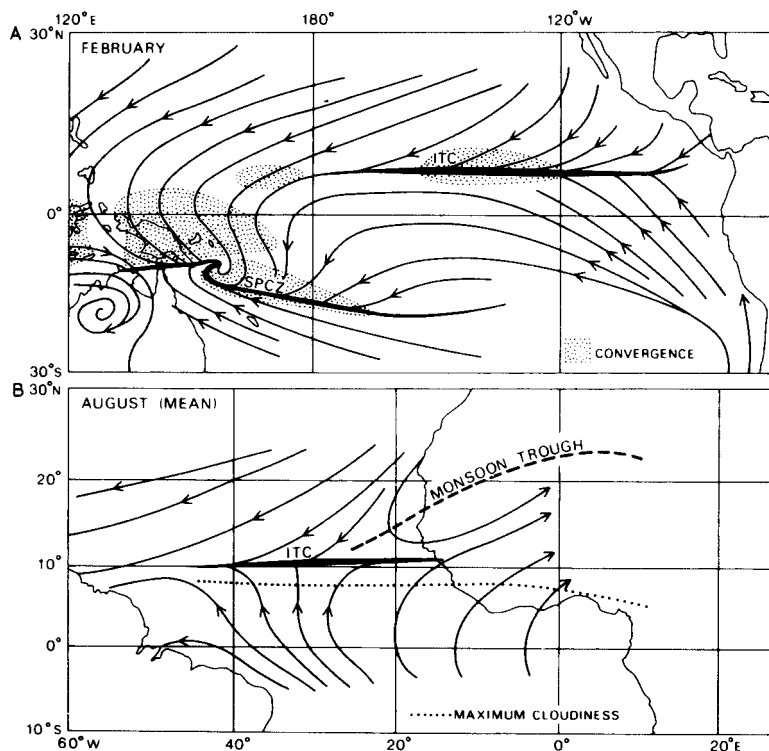 120°E 180° 120°W
A
30°N
FEBRUARY
ITC
0°
SPCZ
CONVERGENCE
30°S
B
30°N
AUGUST (MEAN)
20°
MONSOON TROUGH
ITC
10°
0°
MAXIMUM CLOUDINESS
10°S
60°W 40° 20° 0° 20°E